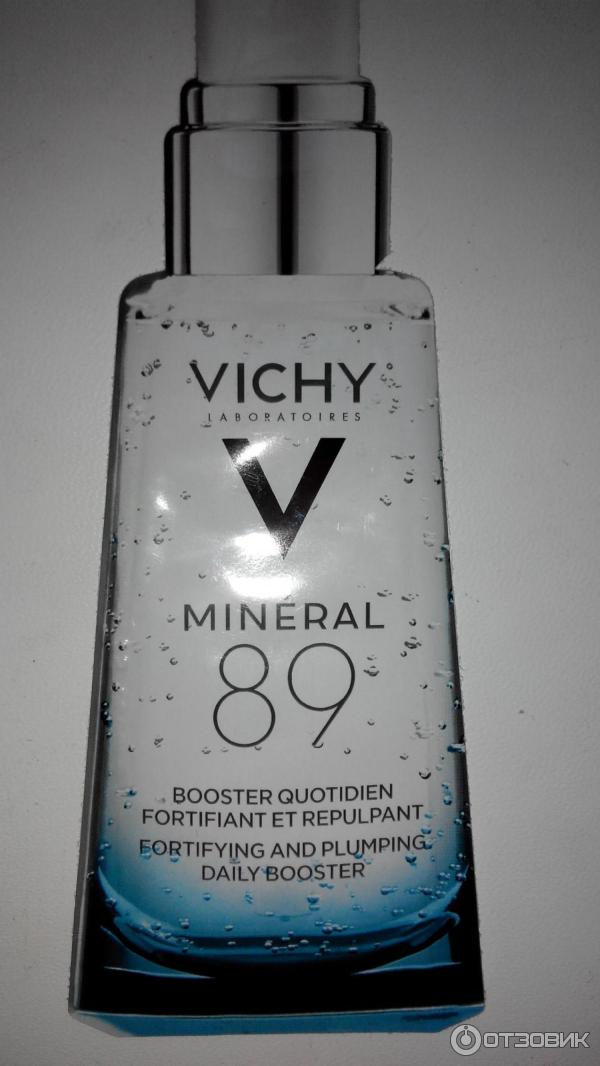 VICHY
LABORATOIRES
V
MINERAL
89
BOOSTER QUOTIDIEN
FORTIFIANT ET REPULPANT
FORTIFYING AND PLUMPING
DAILY BOOSTER
ОТЗОВИК